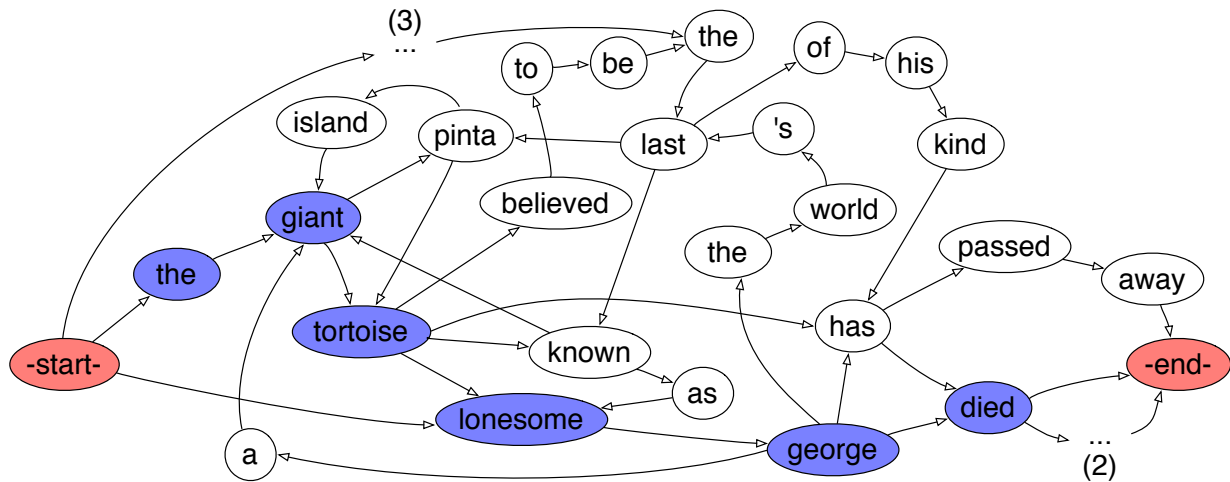 (3)
...
the
of
his
to
be
island
pinta
last
's
kind
believed
giant
world
the
the
passed
away
tortoise
has
known
-start-
-end-
as
lonesome
died
george
a
...
(2)